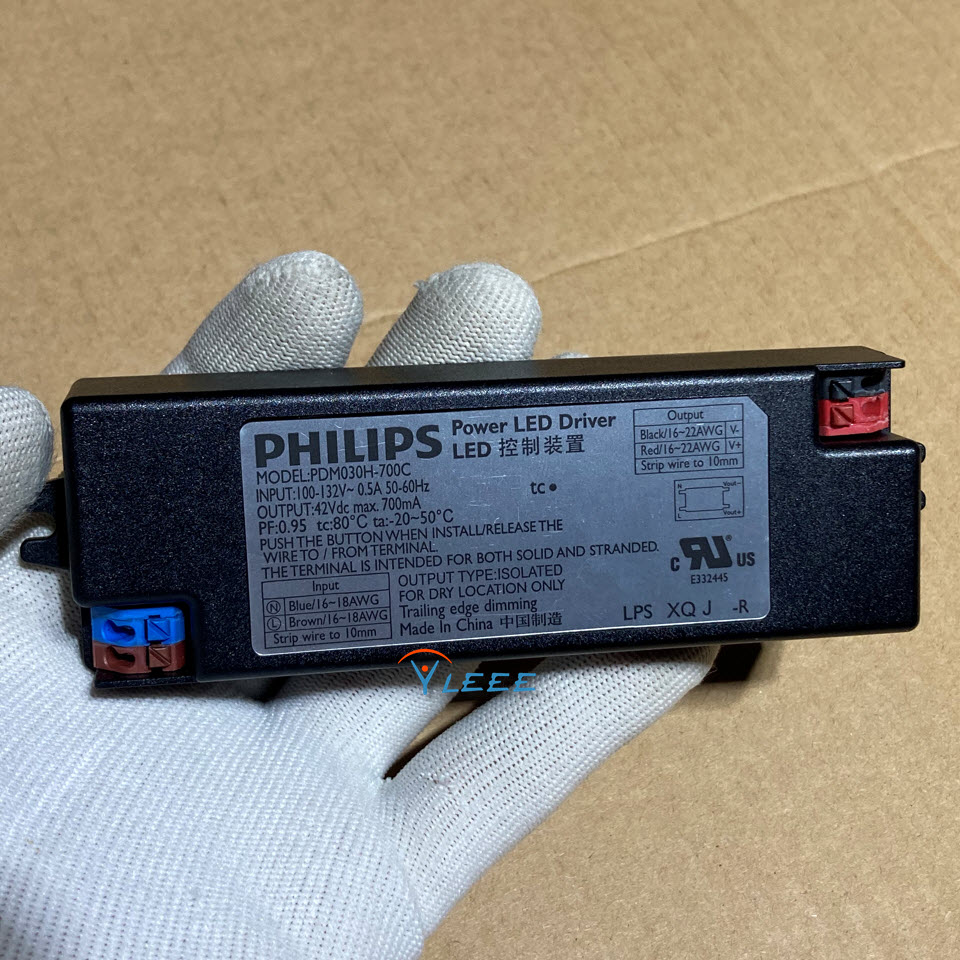 PHILIPS
Power LED Driver
LED 控制装置
MODEL:PDM030H-700C
INPUT:100-132V~ 0.5A 50-60Hz
OUTPUT:42Vdc max. 700mA
PF:0.95 tc:80°C ta:-20~50°C
PUSH THE BUTTON WHEN INSTALL/RELEASE THE
WIRE TO / FROM TERMINAL.
THE TERMINAL IS INTENDED FOR BOTH SOLID AND STRANDED.
Input
N Blue/16~18AWG
L Brown/16~18AWG
Strip wire to 10mm
OUTPUT TYPE:ISOLATED
FOR DRY LOCATION ONLY
Trailing edge dimming
Made In China 中国制造
Output
Black/16~22AWG V-
Red/16~22AWG V+
Strip wire to 10mm
tc
N Vout-
L Vout+
C RU US
E332445
LPS XQ J -R
YLEEE